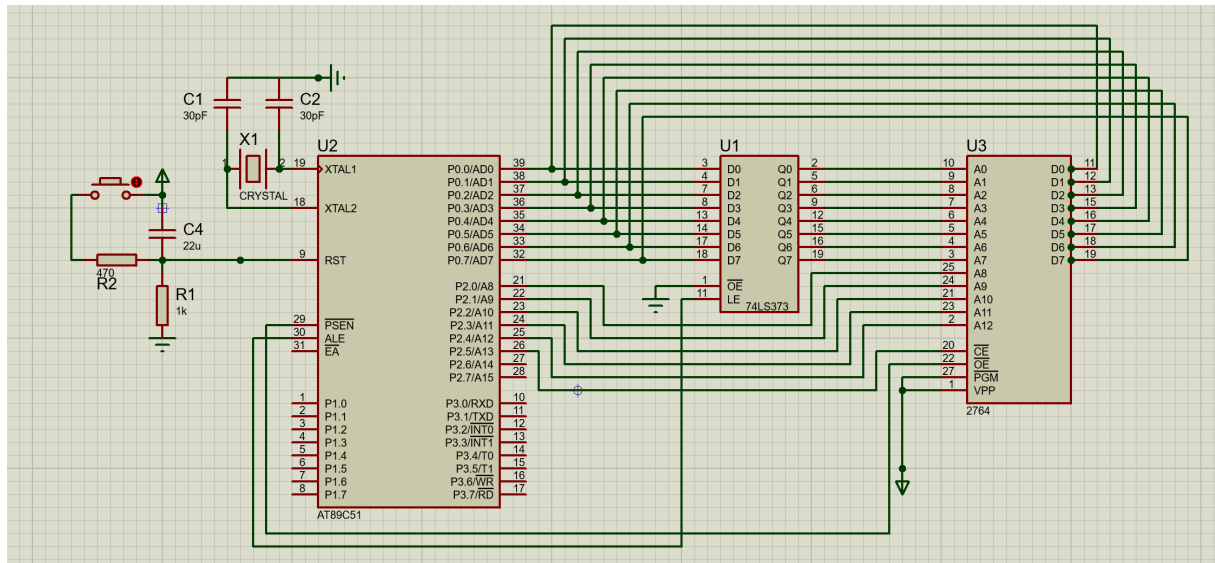 C1
30pF
C2
30pF
X1
1
2
CRYSTAL
C4
22u
470
R2
R1
1k
U2
19 XTAL1
18 XTAL2
9 RST
29 PSEN
30 ALE
31 EA
1 P1.0
2 P1.1
3 P1.2
4 P1.3
5 P1.4
6 P1.5
7 P1.6
8 P1.7
P0.0/AD0 39
P0.1/AD1 38
P0.2/AD2 37
P0.3/AD3 36
P0.4/AD4 35
P0.5/AD5 34
P0.6/AD6 33
P0.7/AD7 32
P2.0/A8 21
P2.1/A9 22
P2.2/A10 23
P2.3/A11 24
P2.4/A12 25
P2.5/A13 26
P2.6/A14 27
P2.7/A15 28
P3.0/RXD 10
P3.1/TXD 11
P3.2/INT0 12
P3.3/INT1 13
P3.4/T0 14
P3.5/T1 15
P3.6/WR 16
P3.7/RD 17
AT89C51
U1
3 D0 Q0 2
4 D1 Q1 5
7 D2 Q2 6
8 D3 Q3 9
13 D4 Q4 12
14 D5 Q5 15
17 D6 Q6 16
18 D7 Q7 19
1 OE
11 LE
74LS373
U3
10 A0 D0 11
9 A1 D1 12
8 A2 D2 13
7 A3 D3 15
6 A4 D4 16
5 A5 D5 17
4 A6 D6 18
3 A7 D7 19
25 A8
24 A9
21 A10
23 A11
2 A12
20 CE
22 OE
27 PGM
1 VPP
2764